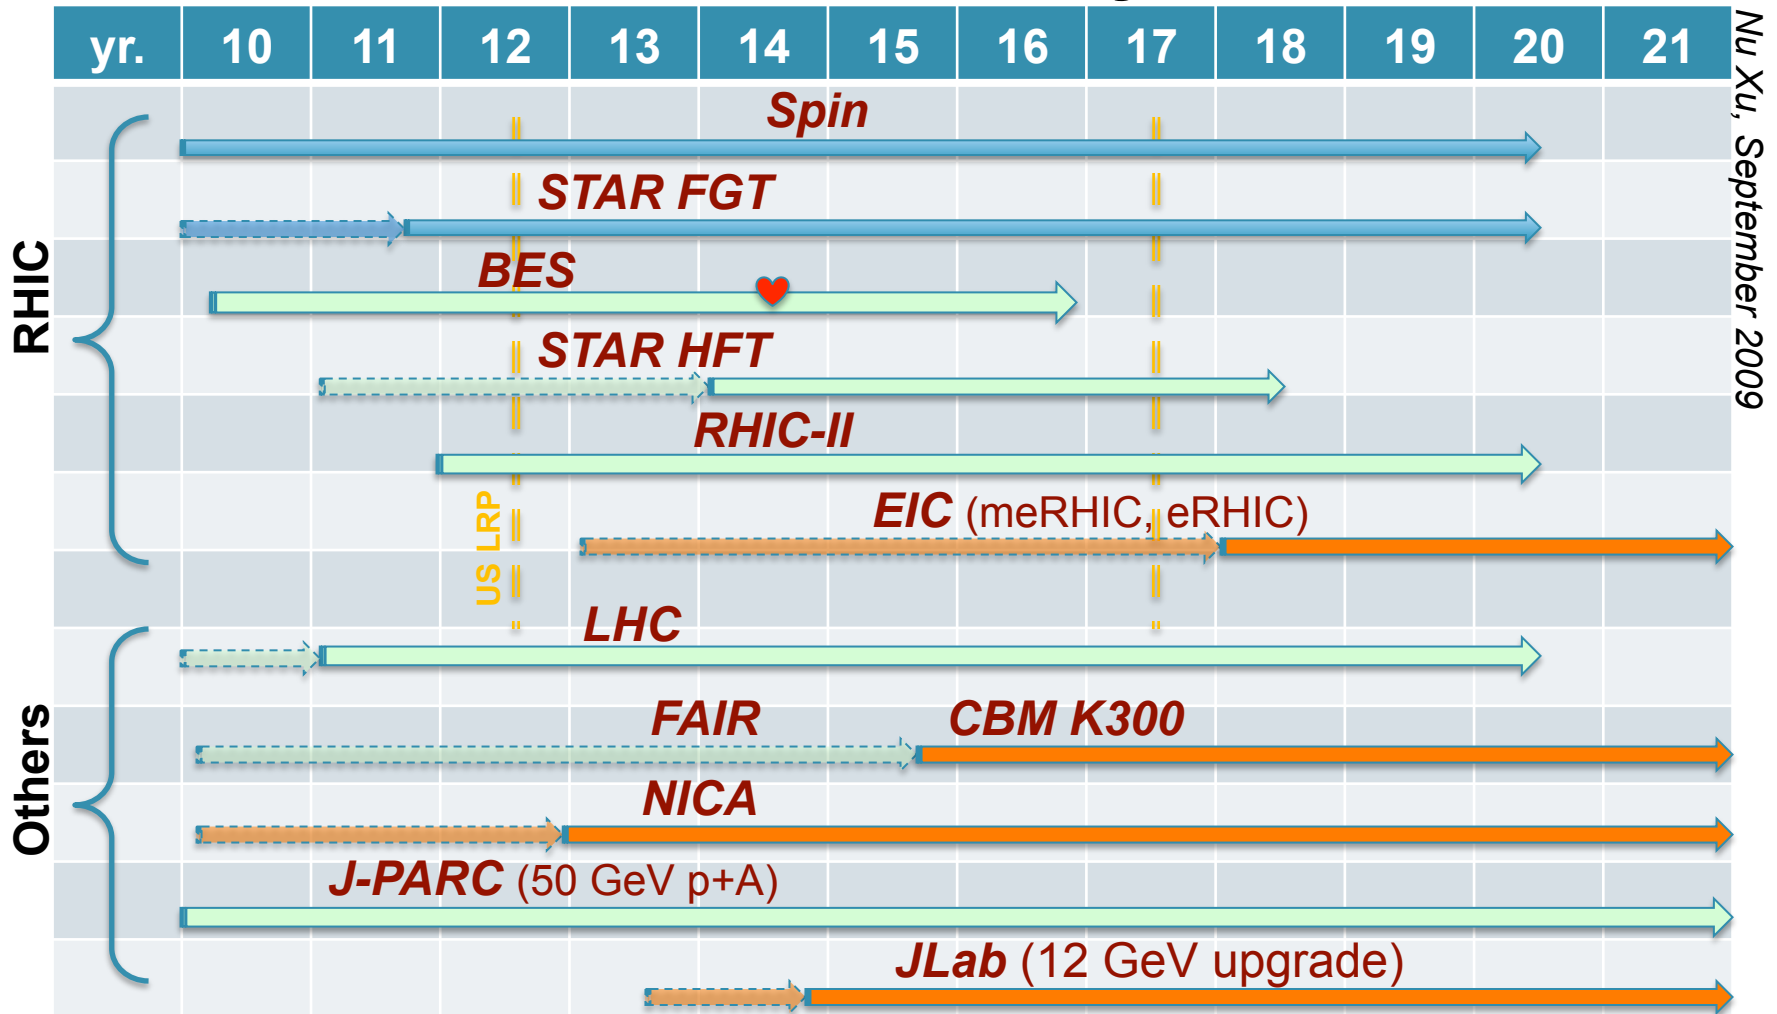 yr. 10 11 12 13 14 15 16 17 18 19 20 21
Nu Xu, September 2009
RHIC
Spin
STAR FGT
BES
STAR HFT
RHIC-II
EIC (meRHIC, eRHIC)
US LRP
Others
LHC
FAIR CBM K300
NICA
J-PARC (50 GeV p+A)
JLab (12 GeV upgrade)